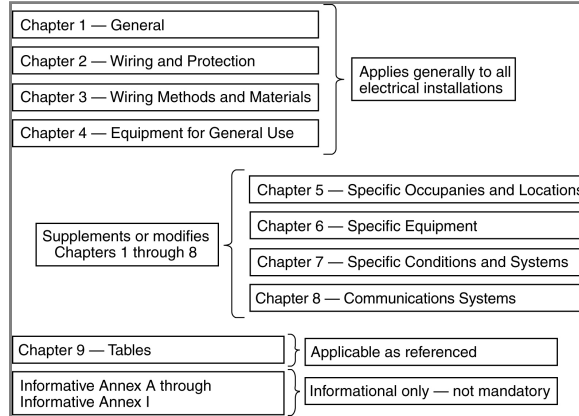 Chapter 1 — General
Chapter 2 — Wiring and Protection
Chapter 3 — Wiring Methods and Materials
Chapter 4 — Equipment for General Use
Applies generally to all
electrical installations
Supplements or modifies
Chapters 1 through 8
Chapter 5 — Specific Occupanies and Locations
Chapter 6 — Specific Equipment
Chapter 7 — Specific Conditions and Systems
Chapter 8 — Communications Systems
Chapter 9 — Tables
Applicable as referenced
Informative Annex A through
Informative Annex I
Informational only — not mandatory